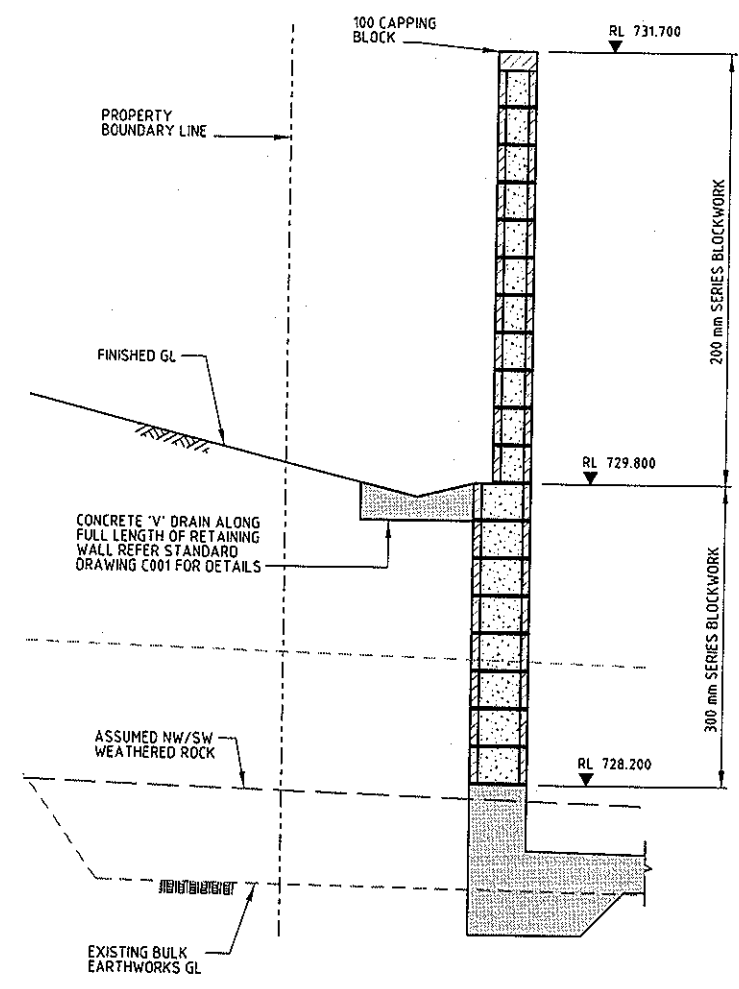 100 CAPPING
BLOCK
RL 731.700
PROPERTY
BOUNDARY LINE
200 mm SERIES BLOCKWORK
FINISHED GL
RL 729.800
CONCRETE 'V' DRAIN ALONG
FULL LENGTH OF RETAINING
WALL REFER STANDARD
DRAWING C001 FOR DETAILS
300 mm SERIES BLOCKWORK
ASSUMED NW/SW
WEATHERED ROCK
RL 728.200
EXISTING BULK
EARTHWORKS GL